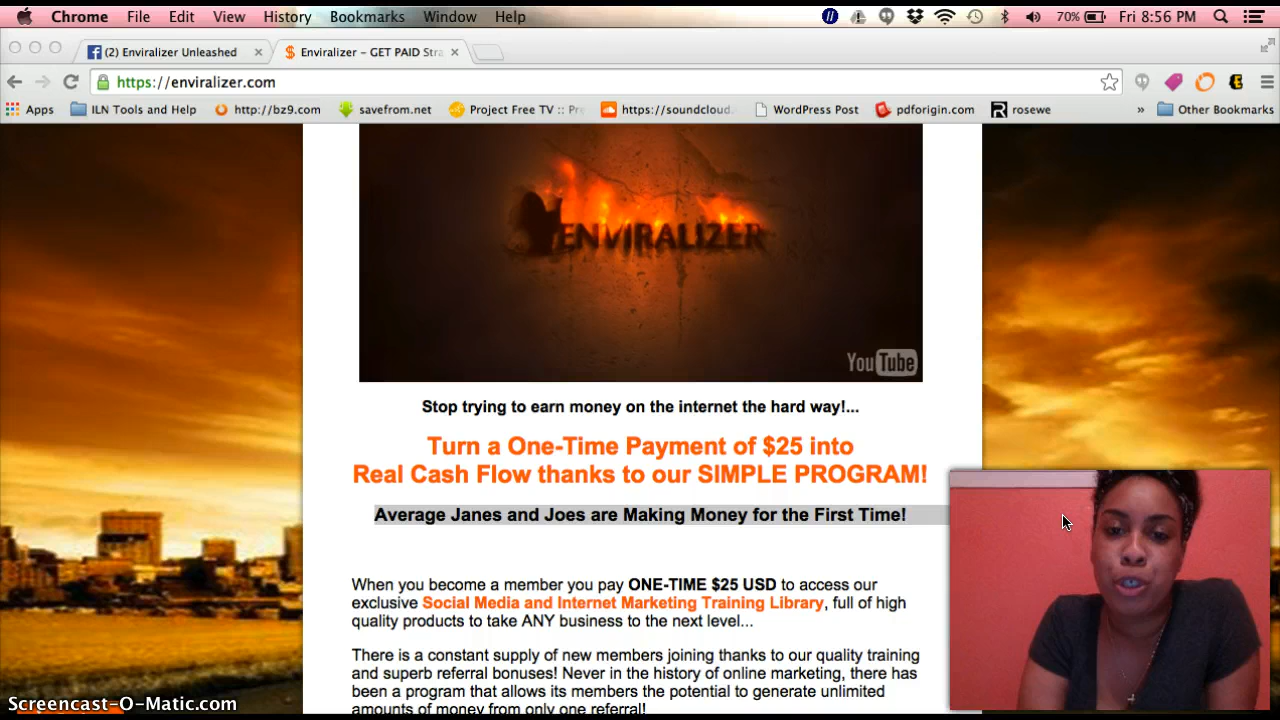 Chrome File Edit View History Bookmarks Window Help 70% Fri 8:56 PM
(2) Enviralizer Unleashed Enviralizer – GET PAID Stra
https://enviralizer.com
Apps ILN Tools and Help http://bz9.com savefrom.net Project Free TV :: Pr https://soundcloud. WordPress Post pdforigin.com rosewe » Other Bookmarks
ENVIRALIZER
YouTube
Stop trying to earn money on the internet the hard way!...
Turn a One-Time Payment of $25 into
Real Cash Flow thanks to our SIMPLE PROGRAM!
Average Janes and Joes are Making Money for the First Time!
When you become a member you pay ONE-TIME $25 USD to access our
exclusive Social Media and Internet Marketing Training Library, full of high
quality products to take ANY business to the next level...
There is a constant supply of new members joining thanks to our quality training
and superb referral bonuses! Never in the history of online marketing, there has
been a program that allows its members the potential to generate unlimited
amounts of money from only one referral!
Screencast-O-Matic.com